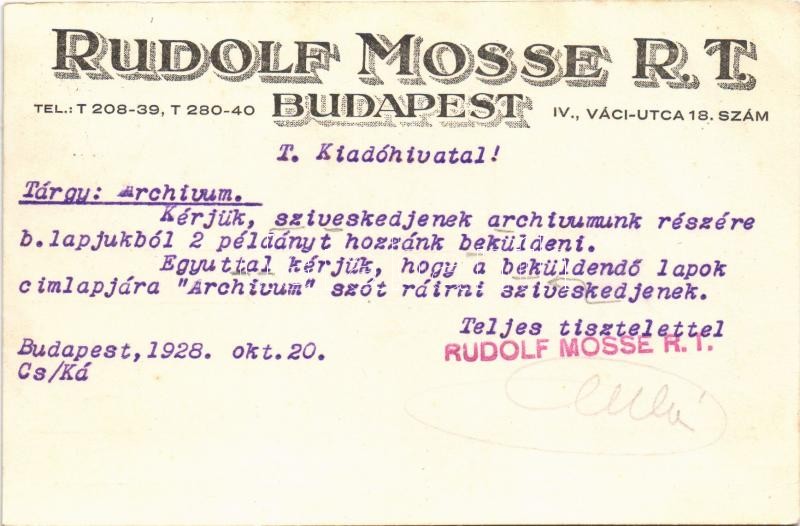 RUDOLF MOSSE R.T.
TEL.: T 208-39, T 280-40 BUDAPEST IV., VÁCI-UTCA 18. SZÁM
T. Kiadóhivatal!
Tárgy: Archivum.
Kérjük, sziveskedjenek archivumunk részére
b.lapjukból 2 példányt hozzánk beküldeni.
Egyuttal kérjük, hogy a beküldendő lapok
cimlapjára "Archivum" szót ráirni sziveskedjenek.
Teljes tisztelettel
RUDOLF MOSSE R.T.
Budapest,1928. okt.20.
Cs/Ká